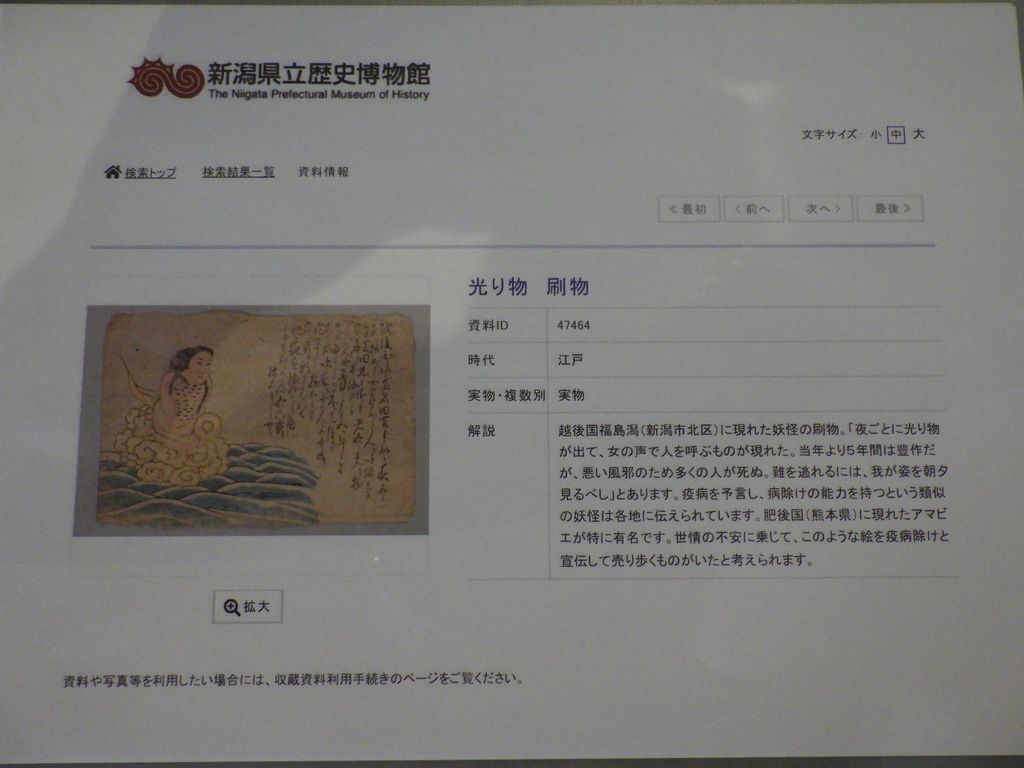 新潟県立歴史博物館
The Niigata Prefectural Museum of History
文字サイズ: 小 中 大
検索トップ 検索結果一覧 資料情報
≪最初 <前へ 次へ> 最後≫
光り物 刷物
資料ID 47464
時代 江戸
実物・複数別 実物
解説 越後国福島潟(新潟市北区)に現れた妖怪の刷物。「夜ごとに光り物
が出て、女の声で人を呼ぶものが現れた。当年より5年間は豊作だ
が、悪い風邪のため多くの人が死ぬ。難を逃れるには、我が姿を朝夕
見るべし」とあります。疫病を予言し、病除けの能力を持つという類似
の妖怪は各地に伝えられています。肥後国(熊本県)に現れたアマビ
エが特に有名です。世情の不安に乗じて、このような絵を疫病除けと
宣伝して売り歩くものがいたと考えられます。
拡大
資料や写真等を利用したい場合には、収蔵資料利用手続きのページをご覧ください。